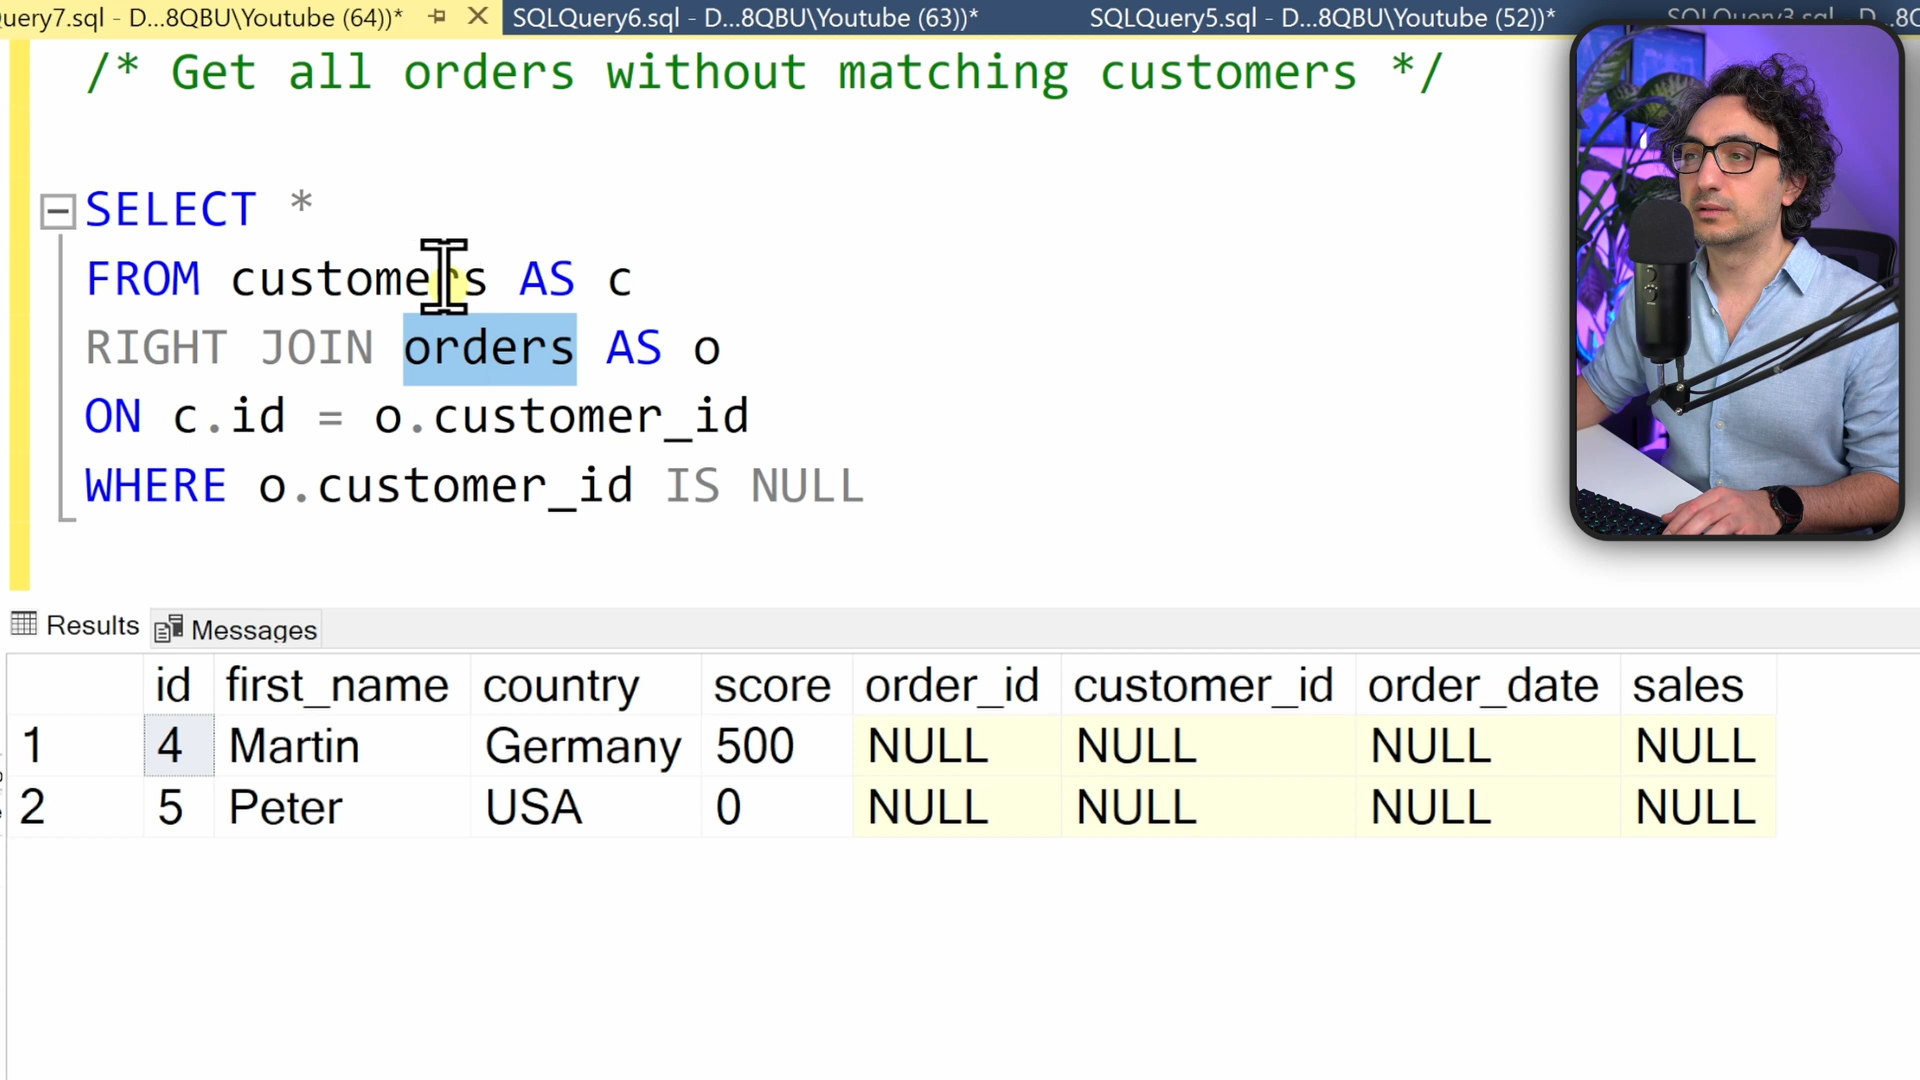 uery7.sql - D...8QBU\Youtube (64))* SQLQuery6.sql - D...8QBU\Youtube (63))* SQLQuery5.sql - D...8QBU\Youtube (52))* SQLQuery3.sql - D...8Q
/* Get all orders without matching customers */
SELECT *
FROM customers AS c
RIGHT JOIN orders AS o
ON c.id = o.customer_id
WHERE o.customer_id IS NULL
Results Messages
id first_name country score order_id customer_id order_date sales
1 4 Martin Germany 500 NULL NULL NULL NULL
2 5 Peter USA 0 NULL NULL NULL NULL